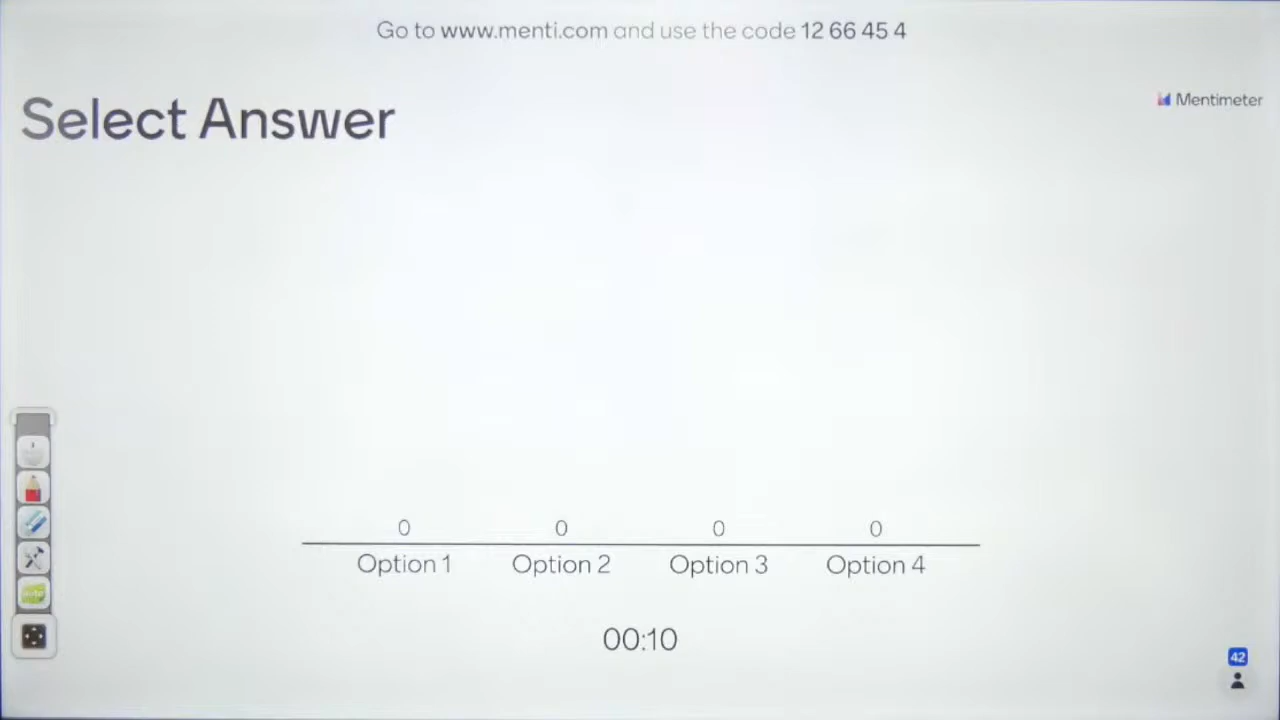 Go to www.menti.com and use the code 12 66 45 4
Select Answer
Mentimeter
0 0 0 0
Option 1 Option 2 Option 3 Option 4
00:10
42